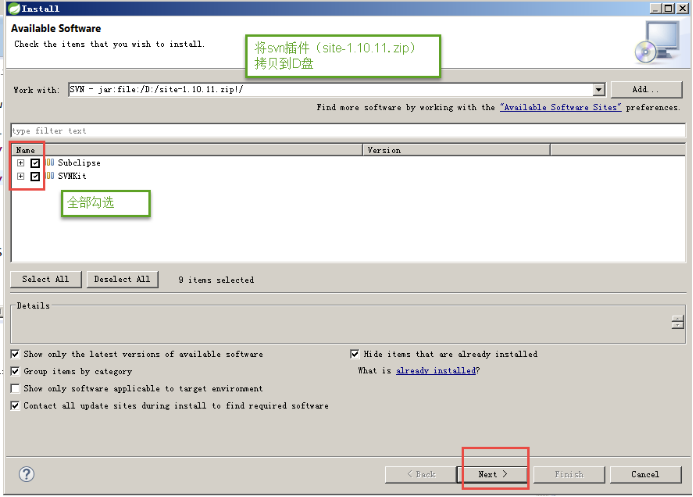 Install
Available Software
Check the items that you wish to install.
将svn插件（site-1.10.11.zip）
拷贝到D盘
Work with: SVN - jar:file:/D:/site-1.10.11.zip!/ Add...
Find more software by working with the "Available Software Sites" preferences.
type filter text
Name Version
Subclipse
SVNKit
全部勾选
Select All Deselect All 9 items selected
Details
Show only the latest versions of available software Hide items that are already installed
Group items by category What is already installed?
Show only software applicable to target environment
Contact all update sites during install to find required software
? < Back Next > Finish Cancel